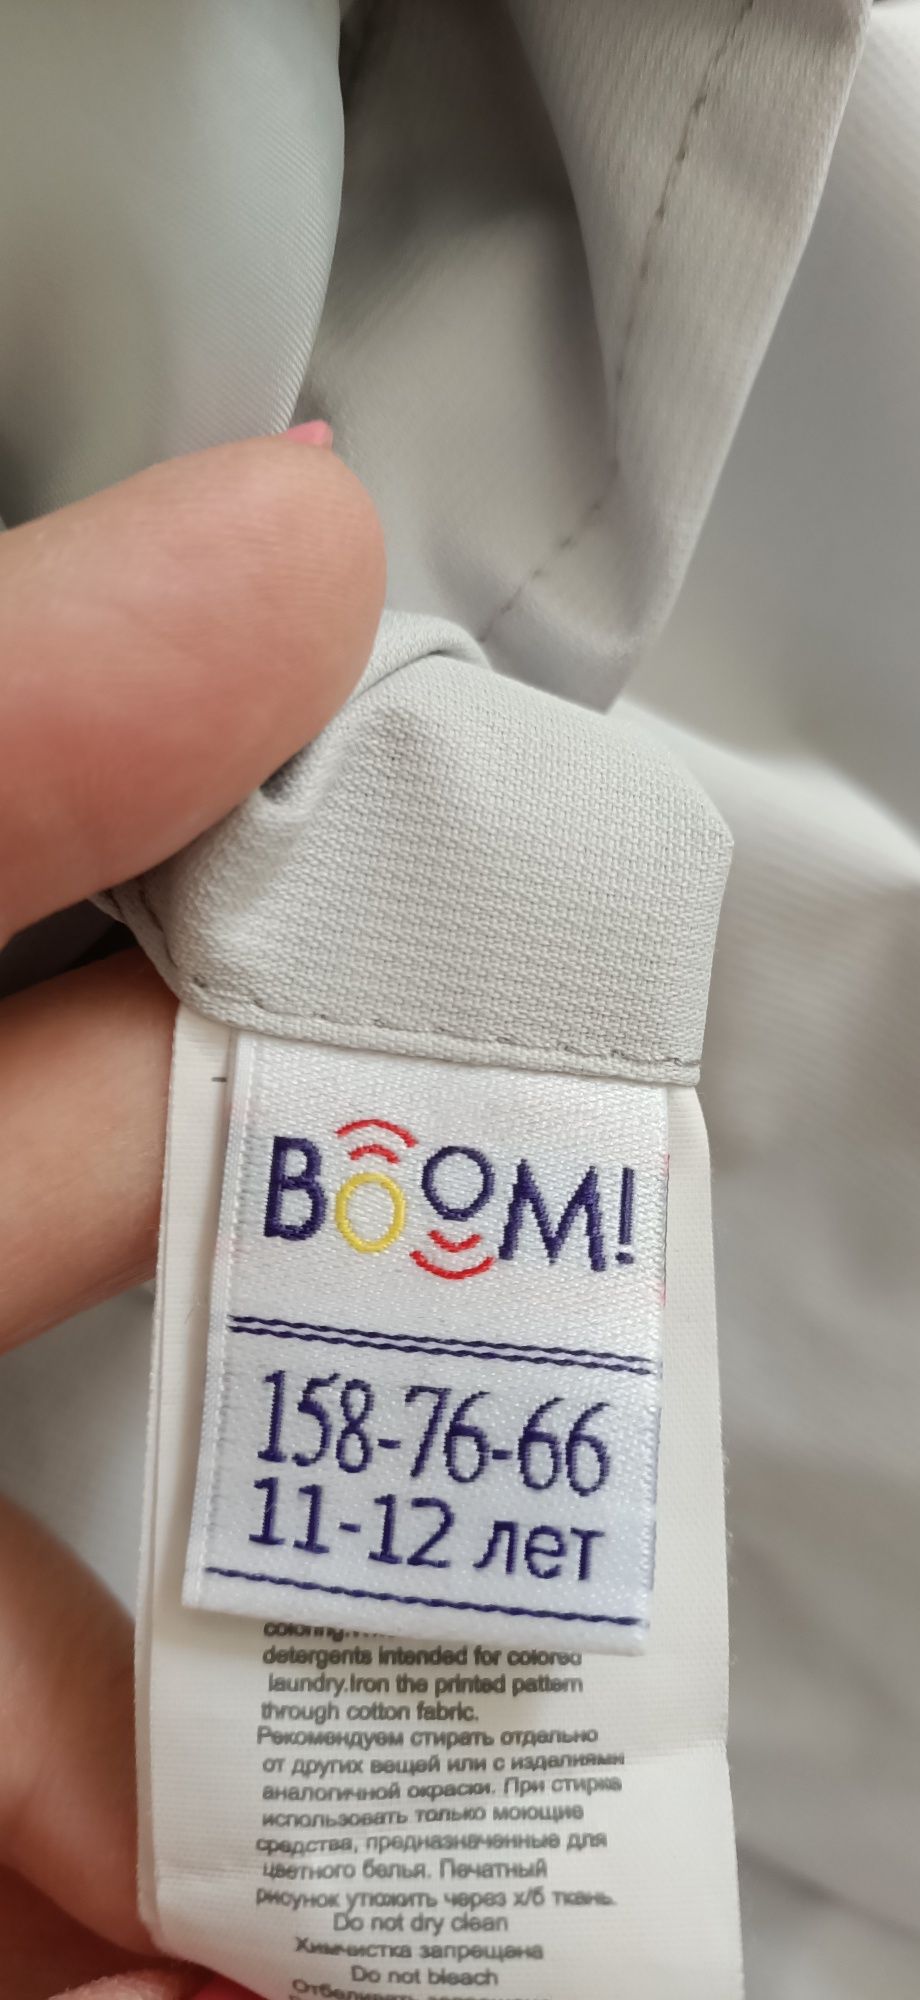 BOOM!
158-76-66
11-12 лет
detergents intended for colored
laundry.Iron the printed pattern
through cotton fabric.
Рекомендуем стирать отдельно
от других вещей или с изделиями
аналогичной окраски. При стирке
использовать только моющие
средства, предназначенные для
цветного белья. Печатный
рисунок утюжить через х/б ткань.
Do not dry clean
Химчистка запрещена
Do not bleach